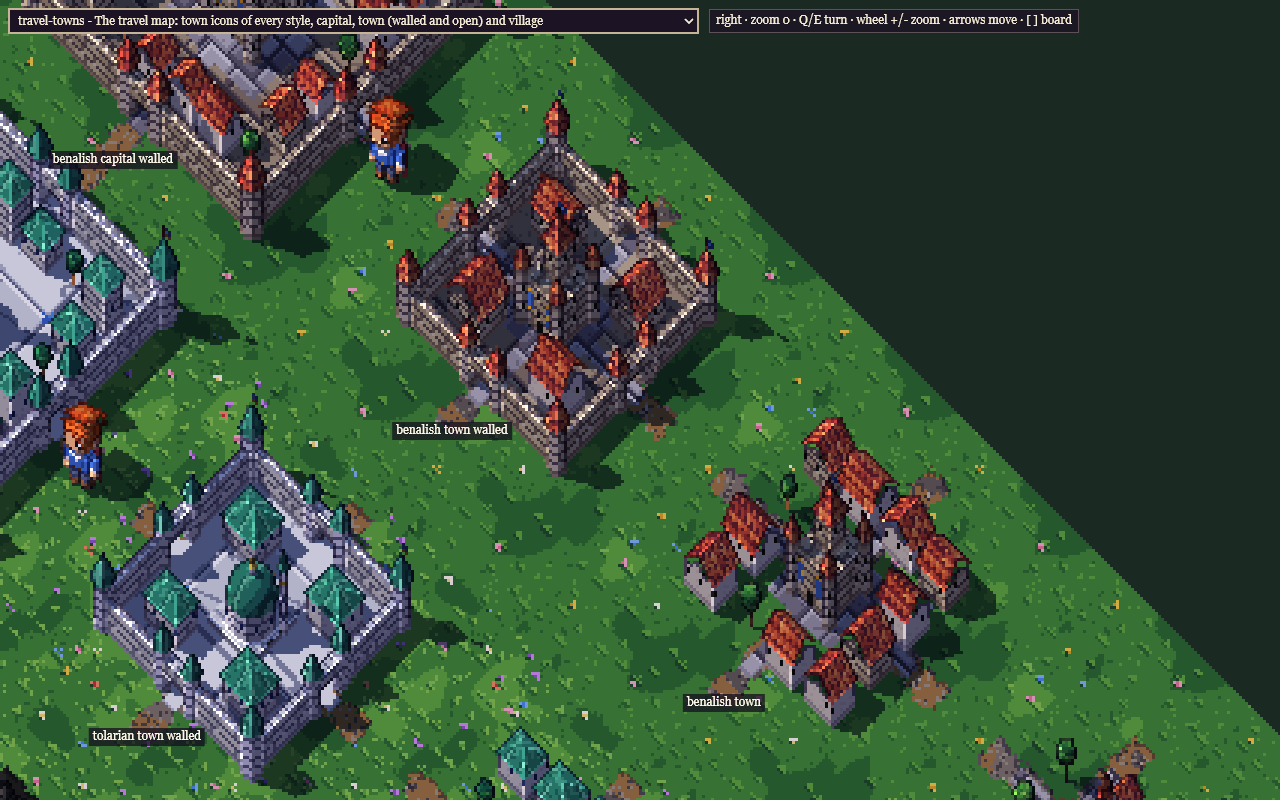 travel-towns - The travel map: town icons of every style, capital, town (walled and open) and village
right · zoom 0 · Q/E turn · wheel +/- zoom · arrows move · [ ] board
benalish capital walled
benalish town walled
benalish town
tolarian town walled